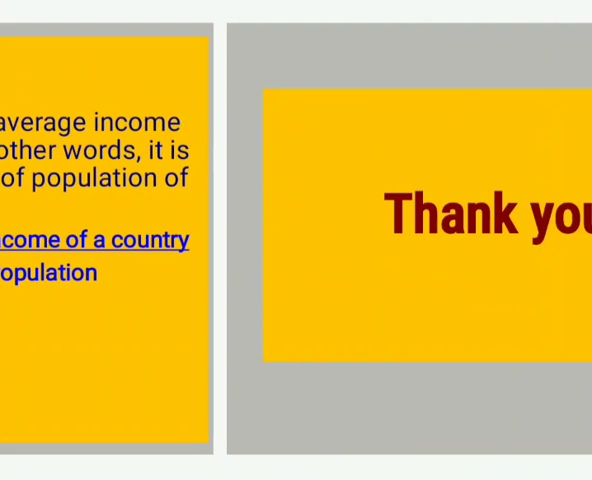 average income
other words, it is
of population of
ncome of a country
opulation
Thank you